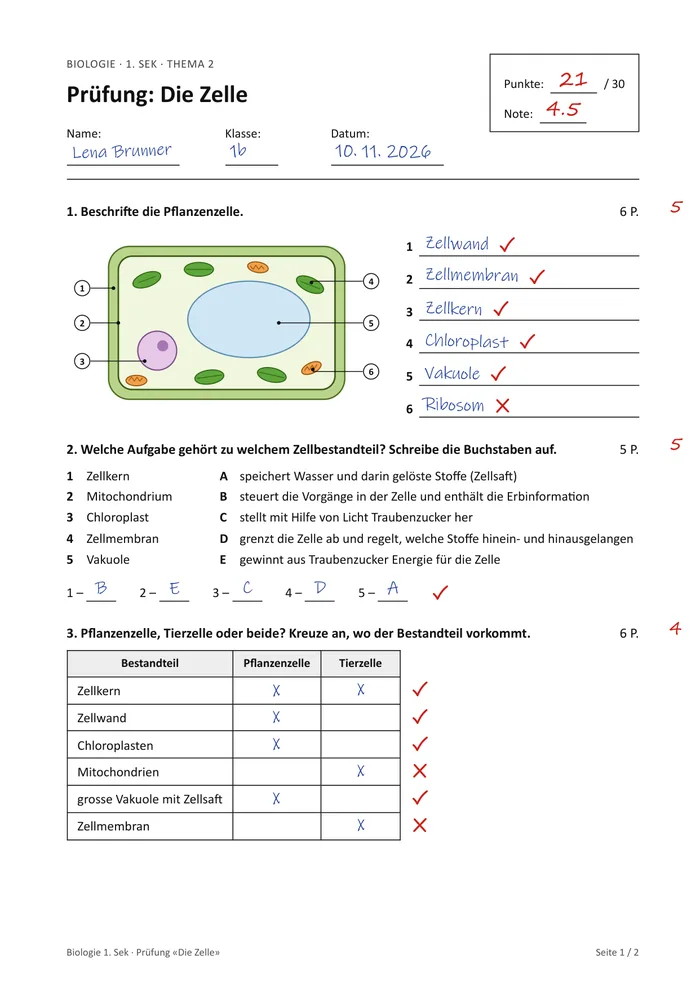 BIOLOGIE · 1. SEK · THEMA 2
Prüfung: Die Zelle
Punkte: 21 / 30
Note: 4.5
Name: Klasse: Datum:
Lena Brunner 1b 10.11.2026
1. Beschrifte die Pflanzenzelle. 6 P. 5
1 Zellwand ✓
2 Zellmembran ✓
3 Zellkern ✓
4 Chloroplast ✓
5 Vakuole ✓
6 Ribosom ✗
1
2
3
4
5
6
2. Welche Aufgabe gehört zu welchem Zellbestandteil? Schreibe die Buchstaben auf. 5 P. 5
1 Zellkern A speichert Wasser und darin gelöste Stoffe (Zellsaft)
2 Mitochondrium B steuert die Vorgänge in der Zelle und enthält die Erbinformation
3 Chloroplast C stellt mit Hilfe von Licht Traubenzucker her
4 Zellmembran D grenzt die Zelle ab und regelt, welche Stoffe hinein- und hinausgelangen
5 Vakuole E gewinnt aus Traubenzucker Energie für die Zelle
1 – B 2 – E 3 – C 4 – D 5 – A ✓
3. Pflanzenzelle, Tierzelle oder beide? Kreuze an, wo der Bestandteil vorkommt. 6 P. 4
Bestandteil Pflanzenzelle Tierzelle
Zellkern X X ✓
Zellwand X ✓
Chloroplasten X ✓
Mitochondrien X ✗
grosse Vakuole mit Zellsaft X ✓
Zellmembran X ✗
Biologie 1. Sek · Prüfung «Die Zelle» Seite 1 / 2